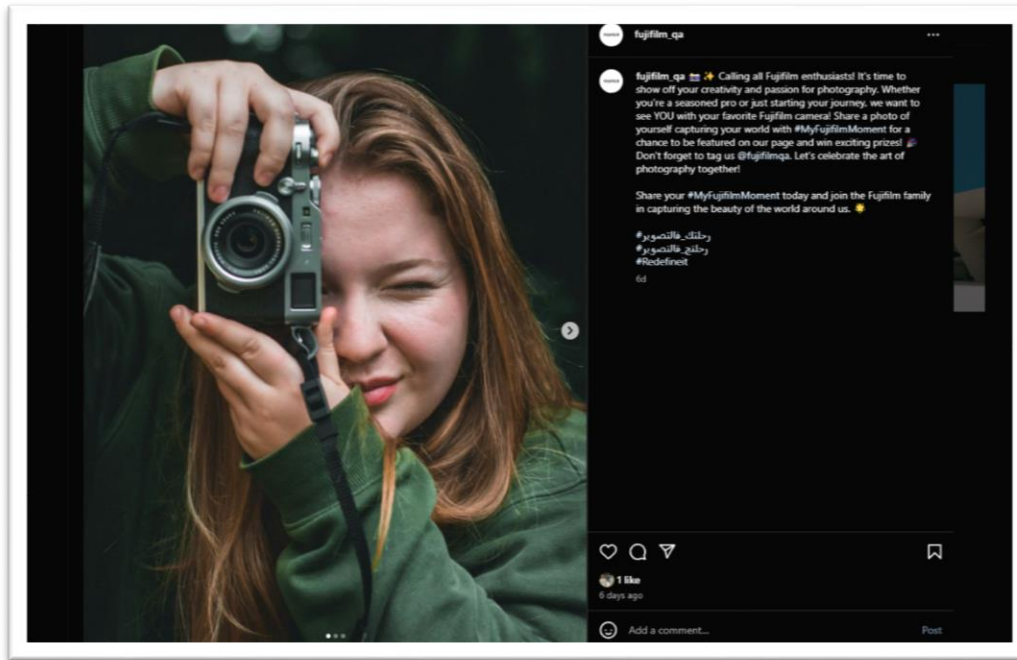 fujifilm_qa
fujifilm_qa 📷 ✨ Calling all Fujifilm enthusiasts! It's time to
show off your creativity and passion for photography. Whether
you're a seasoned pro or just starting your journey, we want to
see YOU with your favorite Fujifilm camera! Share a photo of
yourself capturing your world with #MyFujifilmMoment for a
chance to be featured on our page and win exciting prizes! 🎉
Don't forget to tag us @fujifilmqa. Let's celebrate the art of
photography together!
Share your #MyFujifilmMoment today and join the Fujifilm family
in capturing the beauty of the world around us. 🌟
#رحلتك_فالتصوير
#رحلتج_فالتصوير
#Redefineit
6d
1 like
6 days ago
Add a comment...
Post